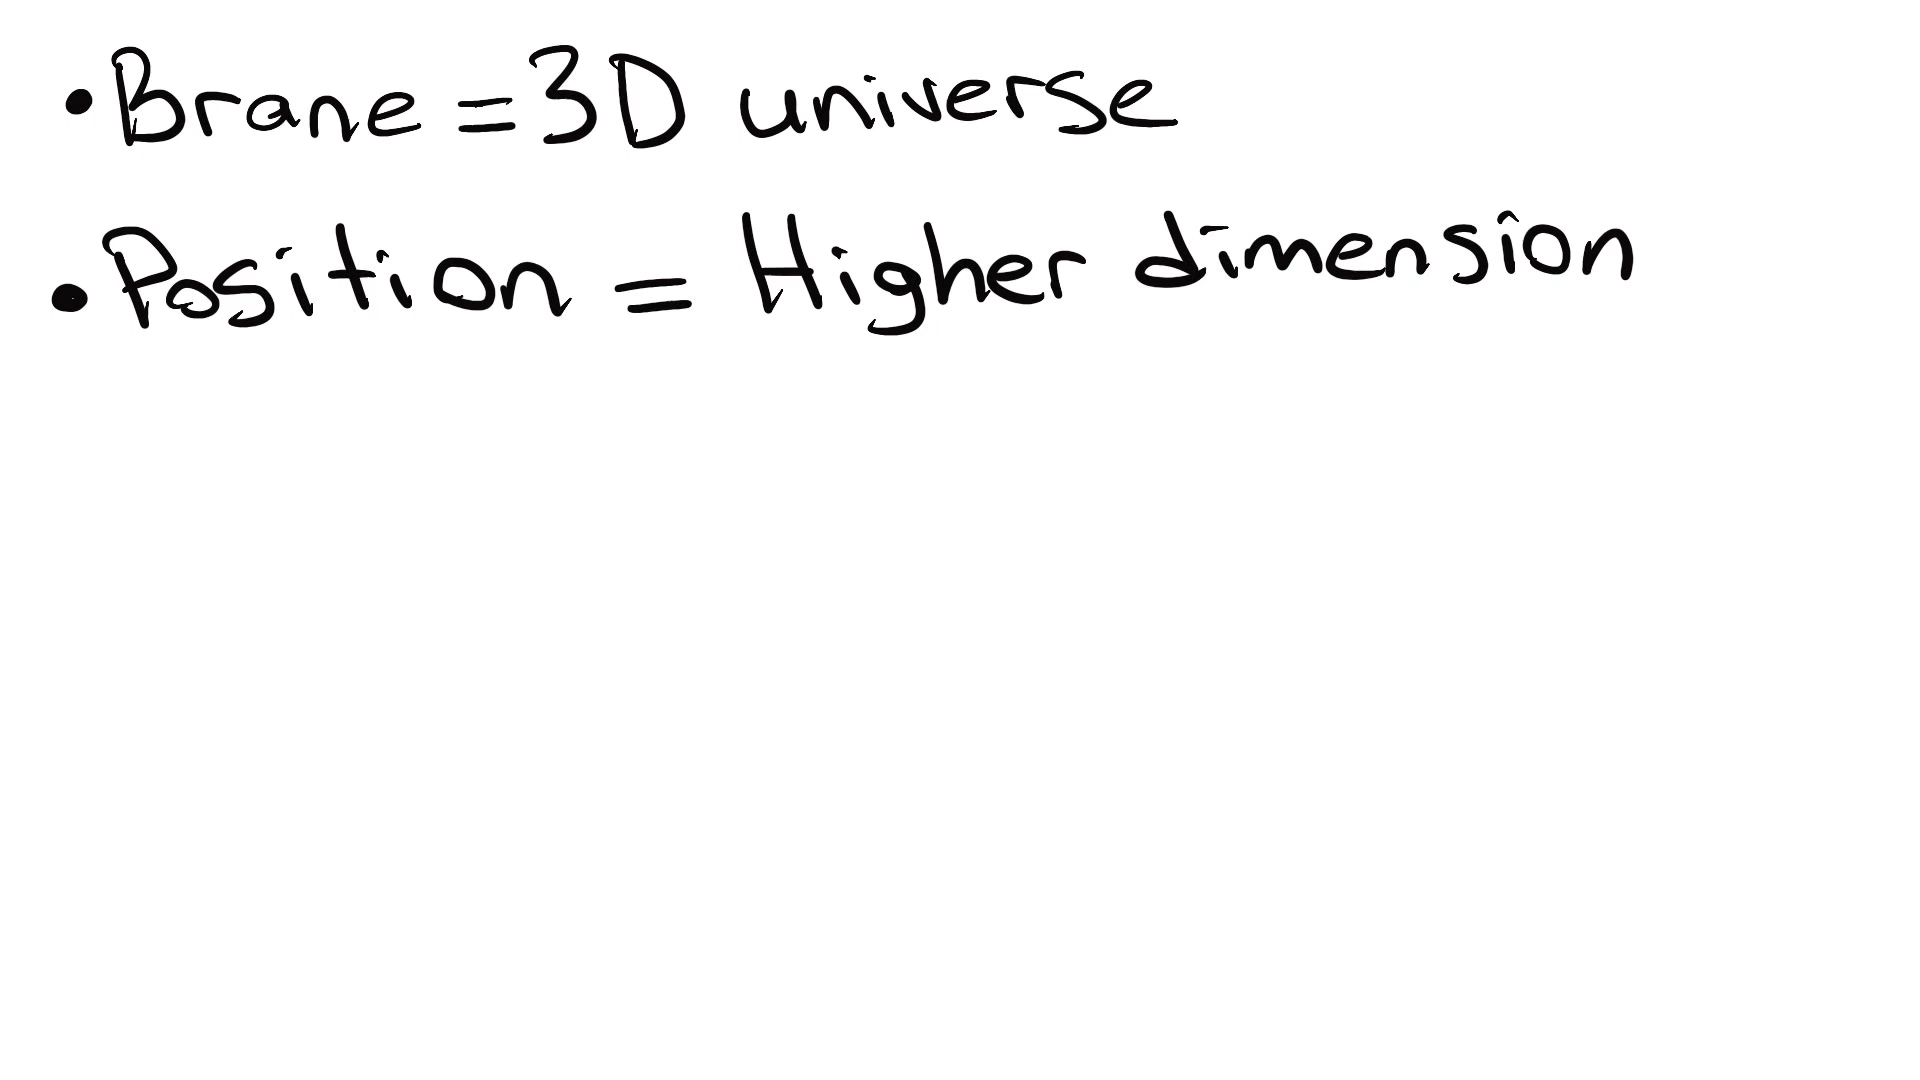 • Brane = 3D universe
• Position = Higher dimension